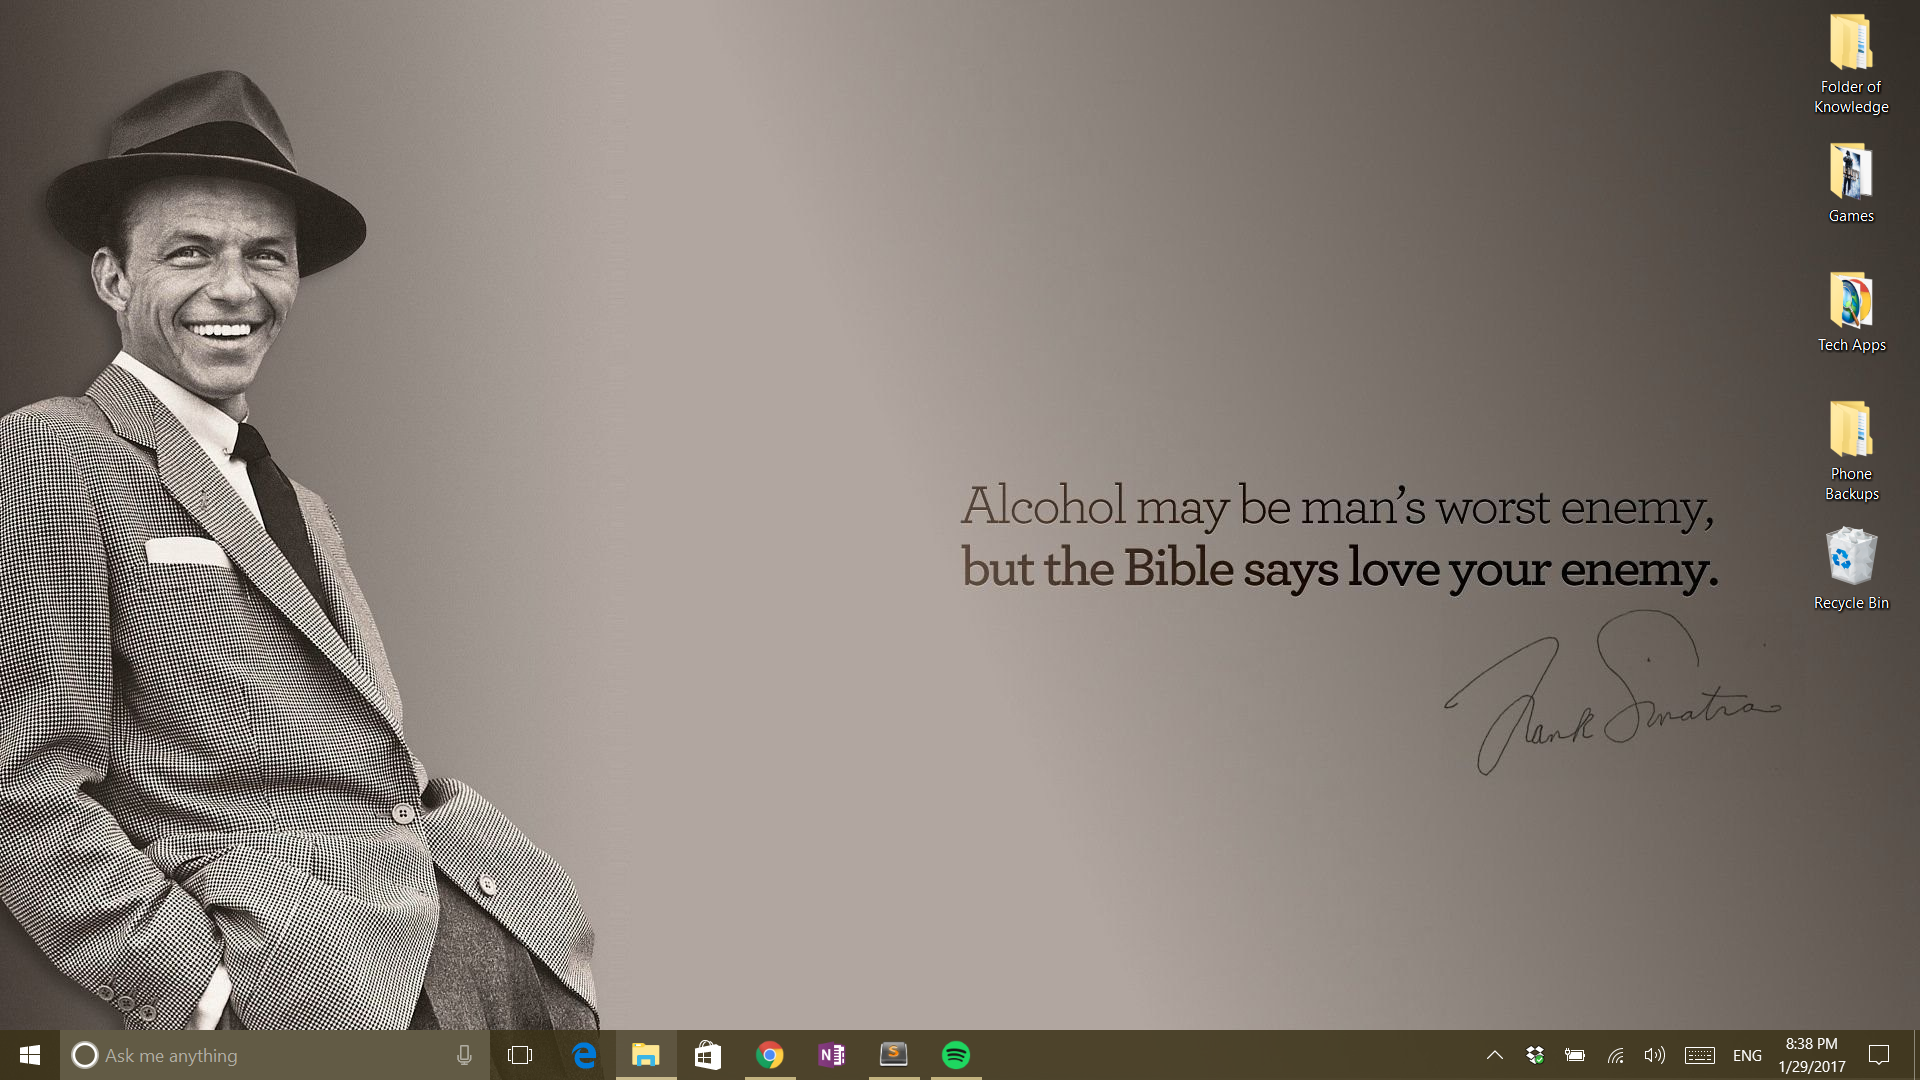 Folder of
Knowledge
Games
Tech Apps
Phone
Backups
Recycle Bin
Alcohol may be man’s worst enemy,
but the Bible says love your enemy.
Frank Sinatra
Ask me anything
N
S
ENG
8:38 PM
1/29/2017